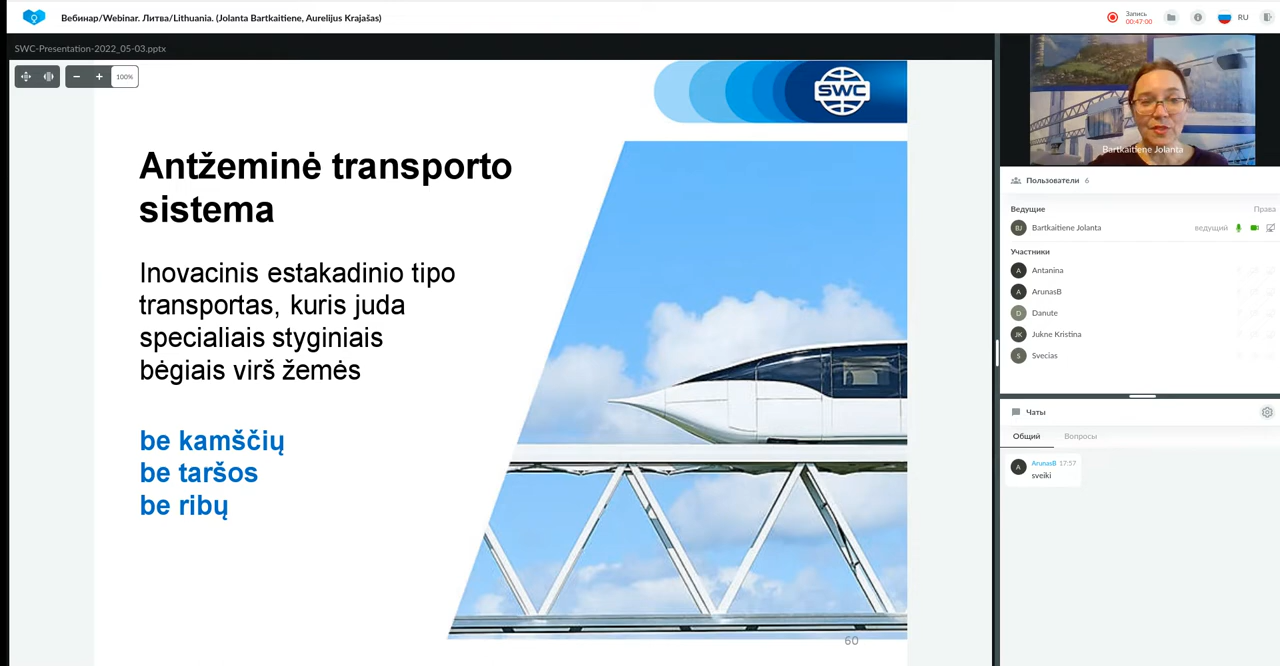 Вебинар/Webinar. Литва/Lithuania. (Jolanta Bartkaitiene, Aurelijus Krajašas)
Запись
00:47:00
RU
SWC-Presentation-2022_05-03.pptx
100%
SWC
Antžeminė transporto
sistema
Inovacinis estakadinio tipo
transportas, kuris juda
specialiais styginiais
bėgiais virš žemės
be kamščių
be taršos
be ribų
60
Bartkaitiene Jolanta
Пользователи 6
Ведущие Права
BJ Bartkaitiene Jolanta ведущий
Участники
A Antanina
A ArunasB
D Danute
JK Jukne Kristina
S Svecias
Чаты
Общий Вопросы
A ArunasB 17:57
sveiki